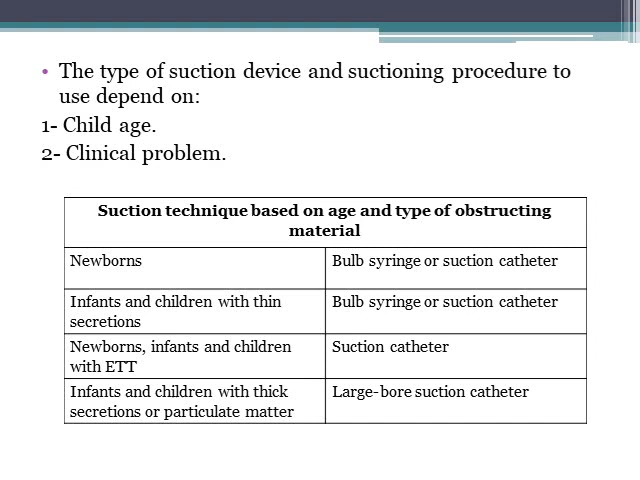 • The type of suction device and suctioning procedure to
use depend on:
1- Child age.
2- Clinical problem.
Suction technique based on age and type of obstructing
material
Newborns
Bulb syringe or suction catheter
Infants and children with thin
secretions
Bulb syringe or suction catheter
Newborns, infants and children
with ETT
Suction catheter
Infants and children with thick
secretions or particulate matter
Large-bore suction catheter